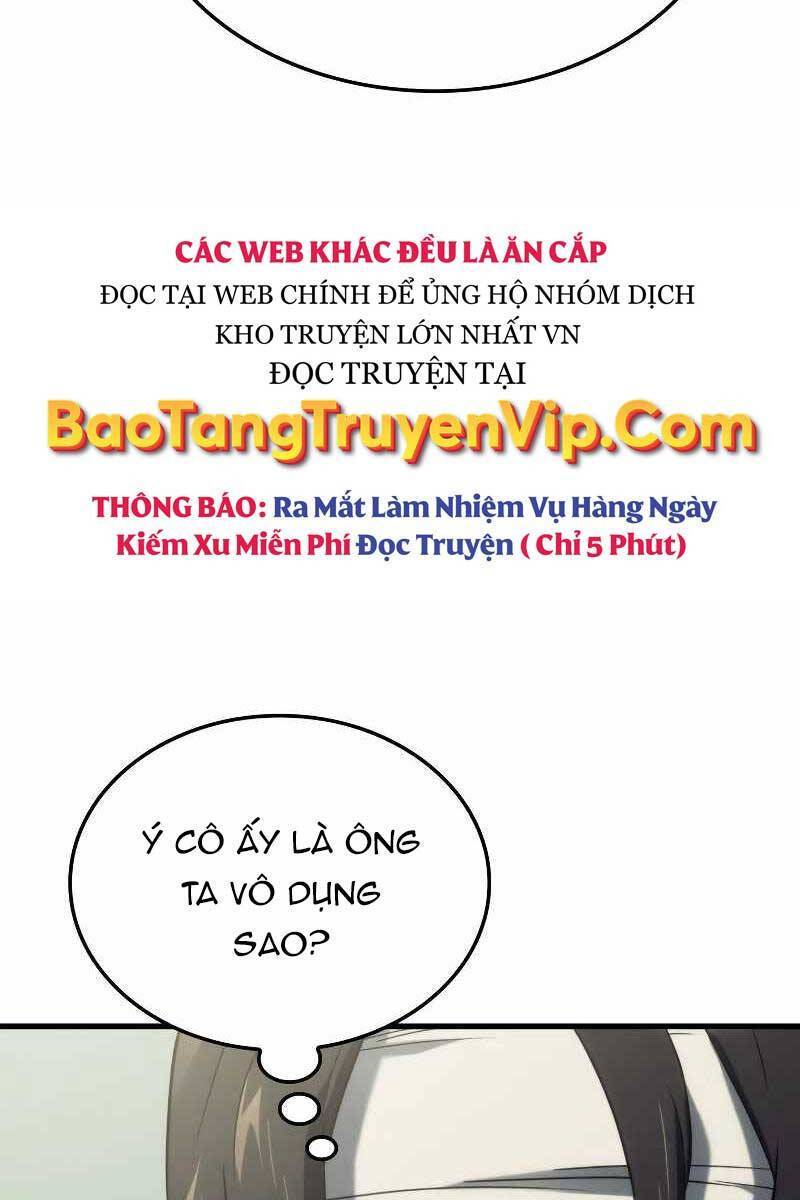 CÁC WEB KHÁC ĐỀU LÀ ĂN CẮP
ĐỌC TẠI WEB CHÍNH ĐỂ ỦNG HỘ NHÓM DỊCH
KHO TRUYỆN LỚN NHẤT VN
ĐỌC TRUYỆN TẠI
BaoTangTruyenVip.Com
THÔNG BÁO: Ra Mắt Làm Nhiệm Vụ Hàng Ngày
Kiếm Xu Miễn Phí Đọc Truyện ( Chỉ 5 Phút)
Ý CÔ ẤY LÀ ÔNG
TA VÔ DỤNG
SAO?